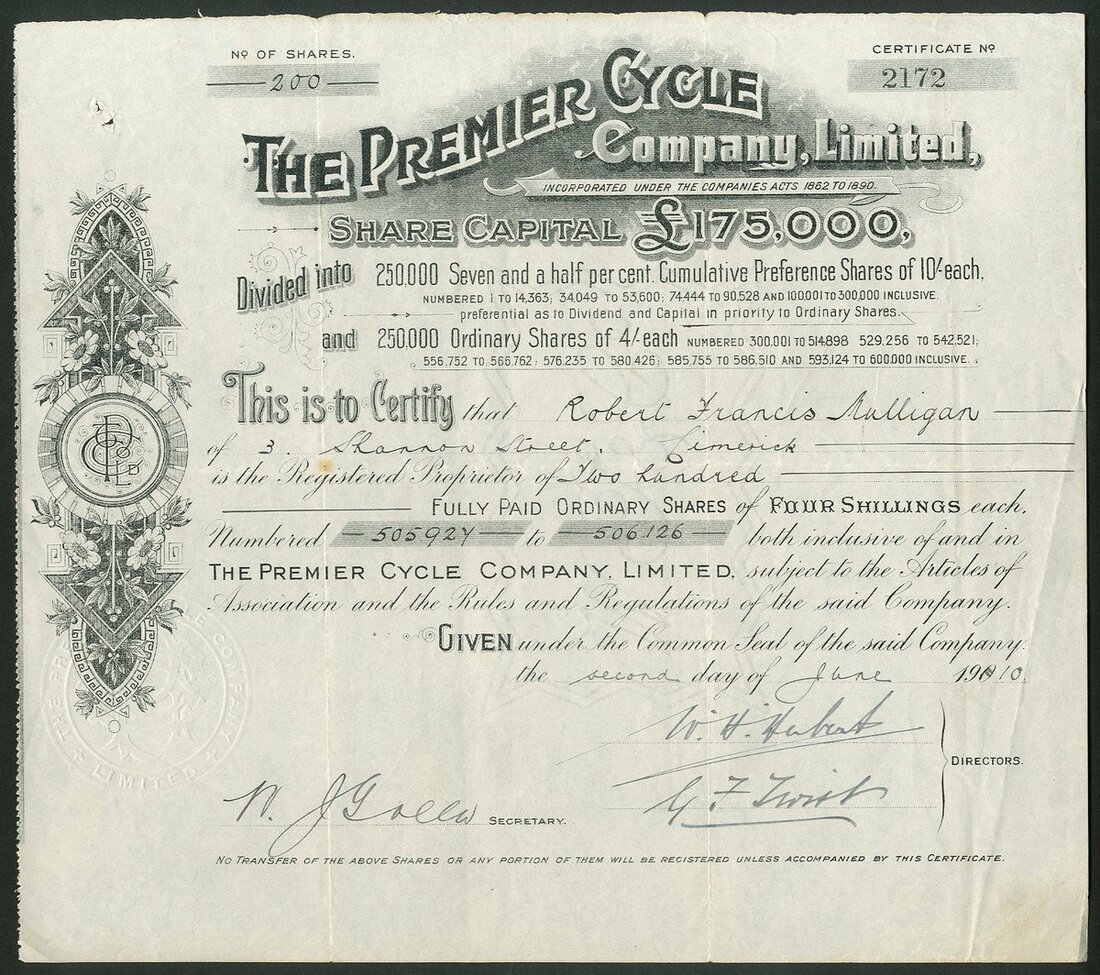 Nº OF SHARES.
200
CERTIFICATE Nº
2172
THE PREMIER CYCLE
Company, Limited,
INCORPORATED UNDER THE COMPANIES ACTS 1862 TO 1890.
SHARE CAPITAL £175,000,
Divided into 250,000 Seven and a half per cent. Cumulative Preference Shares of 10/- each,
NUMBERED 1 TO 14,363; 34,049 TO 53,600; 74,444 TO 90,528 AND 100,001 TO 300,000 INCLUSIVE.
preferential as to Dividend and Capital in priority to Ordinary Shares.
and 250,000 Ordinary Shares of 4/- each NUMBERED 300,001 TO 514,898 529,256 TO 542,521;
556,752 TO 566,762; 576,235 TO 580,426; 585,755 TO 586,510 AND 593,124 TO 600,000 INCLUSIVE.
This is to Certify that Robert Francis Mulligan
of 3. Shannon Street, Limerick
is the Registered Proprietor of Two hundred
FULLY PAID ORDINARY SHARES of FOUR SHILLINGS each,
Numbered 505927 to 506126 both inclusive of and in
THE PREMIER CYCLE COMPANY, LIMITED, subject to the Articles of
Association and the Rules and Regulations of the said Company.
GIVEN under the Common Seal of the said Company
the second day of June 1910.
W. H. Hubert
DIRECTORS.
G F Twist
SECRETARY.
NO TRANSFER OF THE ABOVE SHARES OR ANY PORTION OF THEM WILL BE REGISTERED UNLESS ACCOMPANIED BY THIS CERTIFICATE.
THE PREMIER CYCLE COMPANY
LIMITED